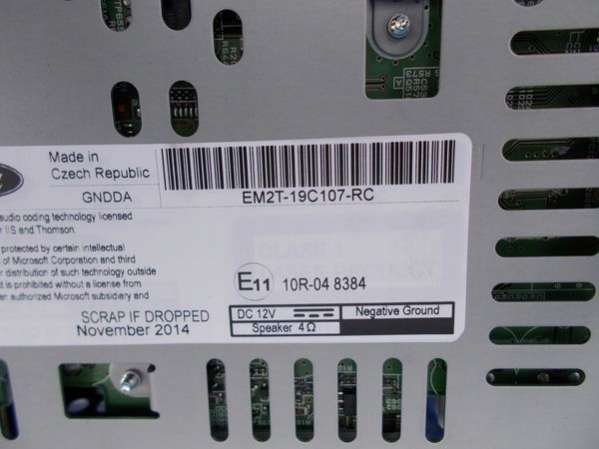 Made in
Czech Republic
GNDDA
EM2T-19C107-RC
audio coding technology licensed
IIS and Thomson.
protected by certain intellectual
of Microsoft Corporation and third
distribution of such technology outside
is prohibited without a license from
authorized Microsoft subsidiary and
E11 10R-04 8384
SCRAP IF DROPPED
November 2014
DC 12V
Negative Ground
Speaker 4Ω